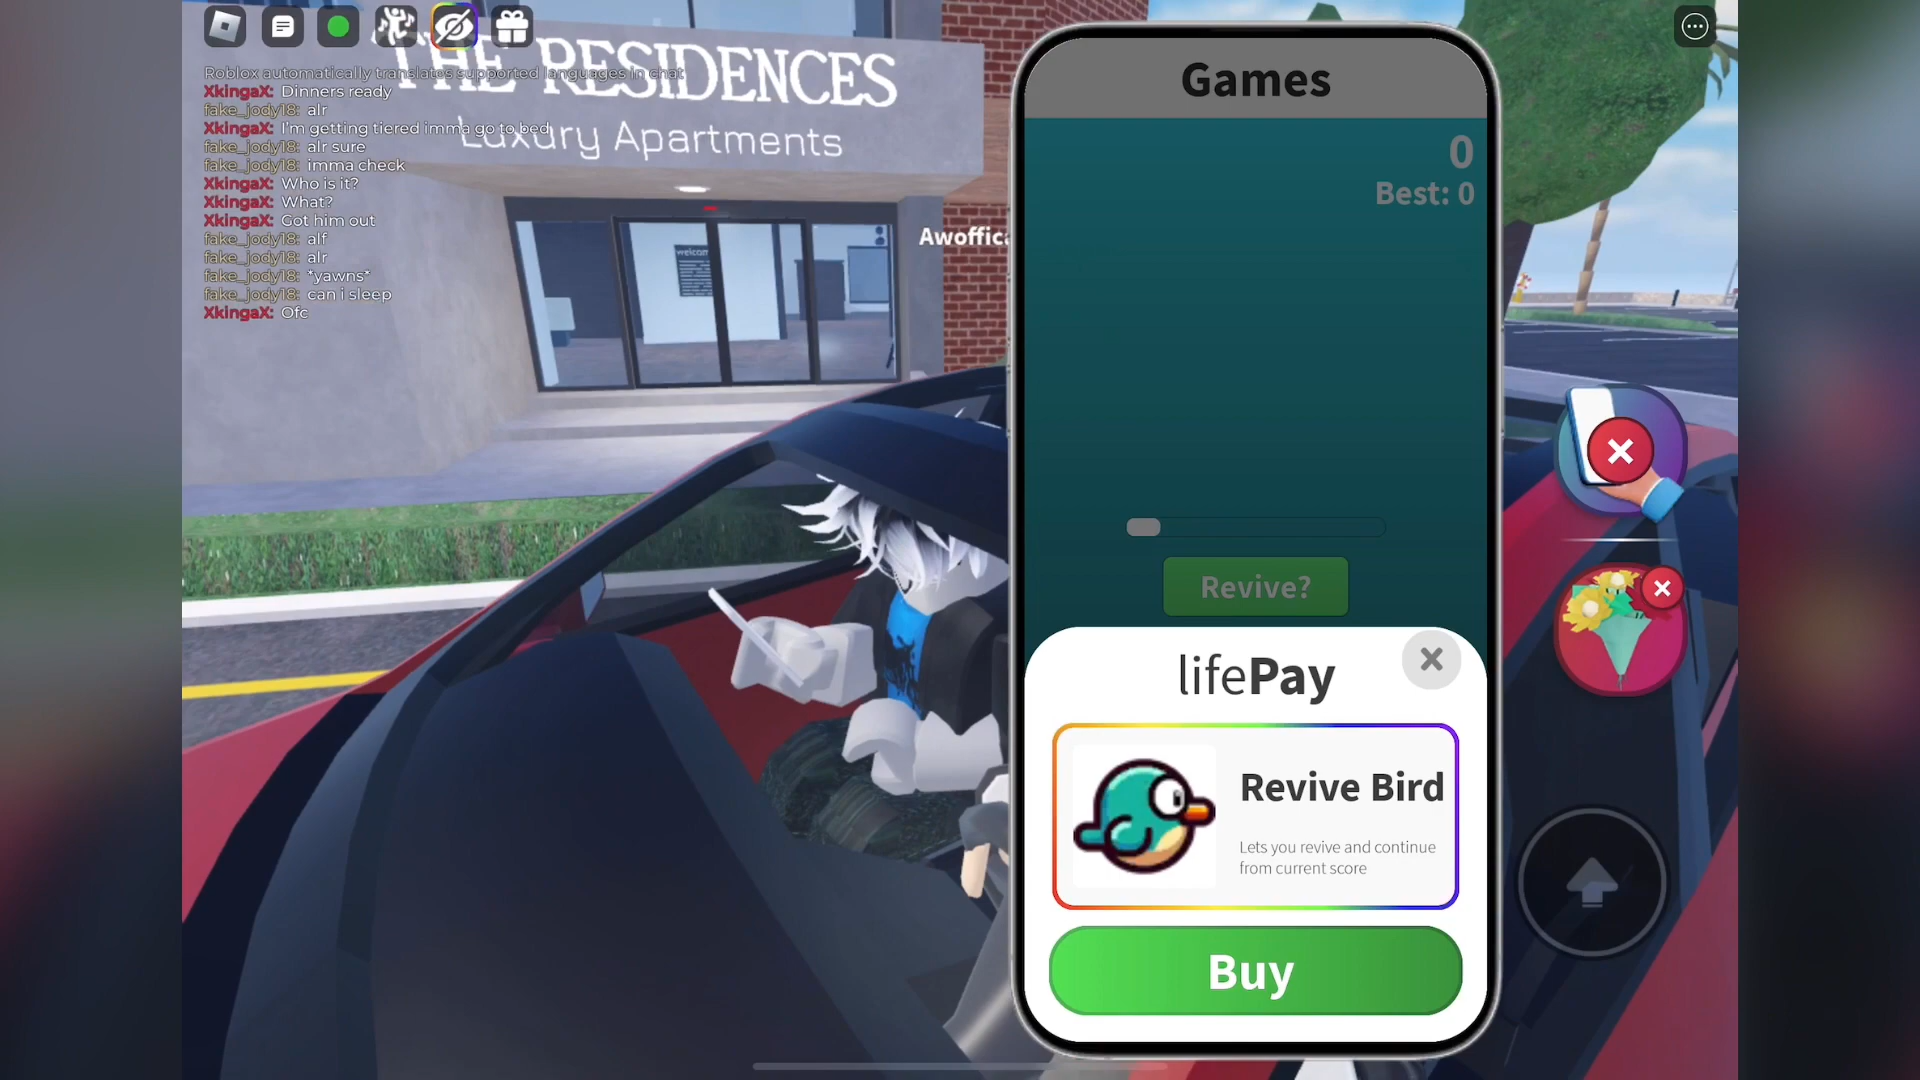 THE RESIDENCES
Luxury Apartments
Roblox automatically translates supported languages in chat
XkingaX: Dinners ready
fake_jody18: alr
XkingaX: I'm getting tiered imma go to bed
fake_jody18: alr sure
fake_jody18: imma check
XkingaX: Who is it?
XkingaX: What?
XkingaX: Got him out
fake_jody18: alf
fake_jody18: alr
fake_jody18: *yawns*
fake_jody18: can i sleep
XkingaX: Ofc
welcom
Awoffic
Games
0
Best: 0
Revive?
lifePay
Revive Bird
Lets you revive and continue
from current score
Buy